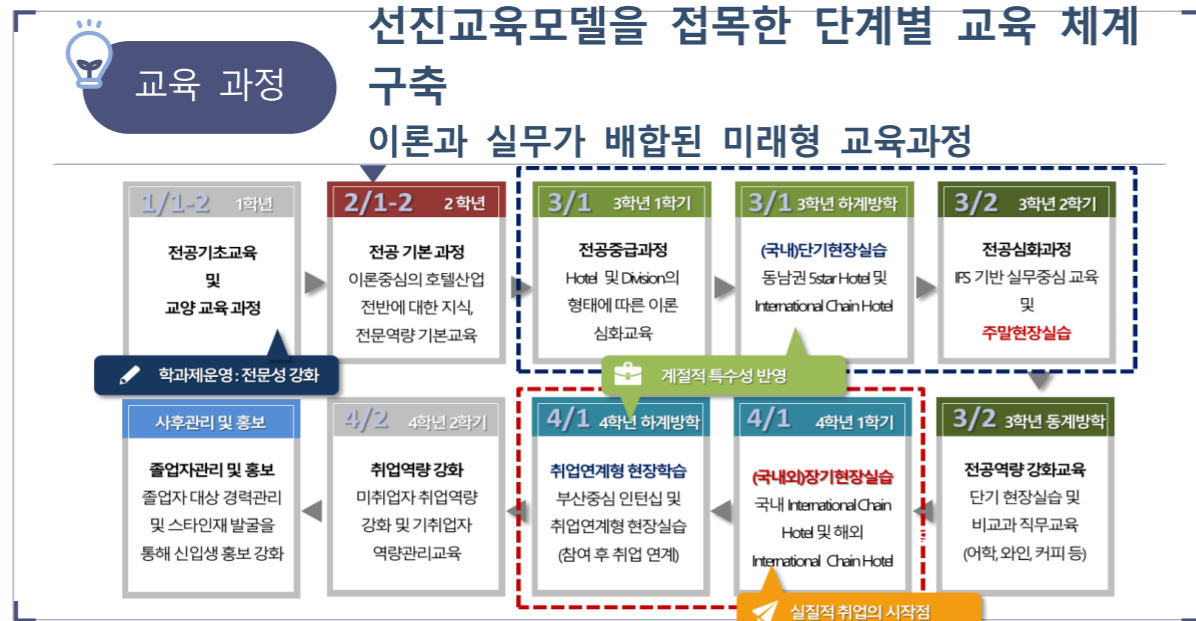 교육 과정
선진교육모델을 접목한 단계별 교육 체계
구축
이론과 실무가 배합된 미래형 교육과정
1/1-2 1학년
전공기초교육
및
교양 교육 과정
학과제운영 : 전문성 강화
2/1-2 2학년
전공 기본 과정
이론중심의 호텔산업
전반에 대한 지식,
전문역량 기본교육
3/1 3학년 1학기
전공중급과정
Hotel 및 Division의
형태에 따른 이론
심화교육
3/1 3학년 하계방학
(국내)단기현장실습
동남권 5star Hotel 및
International Chain Hotel
계절적 특수성 반영
3/2 3학년 2학기
전공심화과정
IFS 기반 실무중심 교육
및
주말현장실습
3/2 3학년 동계방학
전공역량 강화교육
단기 현장실습 및
비교과 직무교육
(어학, 와인, 커피 등)
4/1 4학년 1학기
(국내외)장기현장실습
국내 International Chain
Hotel 및 해외
International Chain Hotel
실질적 취업의 시작점
4/1 4학년 하계방학
취업연계형 현장학습
부산중심 인턴십 및
취업연계형 현장실습
(참여 후 취업 연계)
4/2 4학년 2학기
취업역량 강화
미취업자 취업역량
강화 및 기취업자
역량관리교육
사후관리 및 홍보
졸업자관리 및 홍보
졸업자 대상 경력관리
및 스타인재 발굴을
통해 신입생 홍보 강화